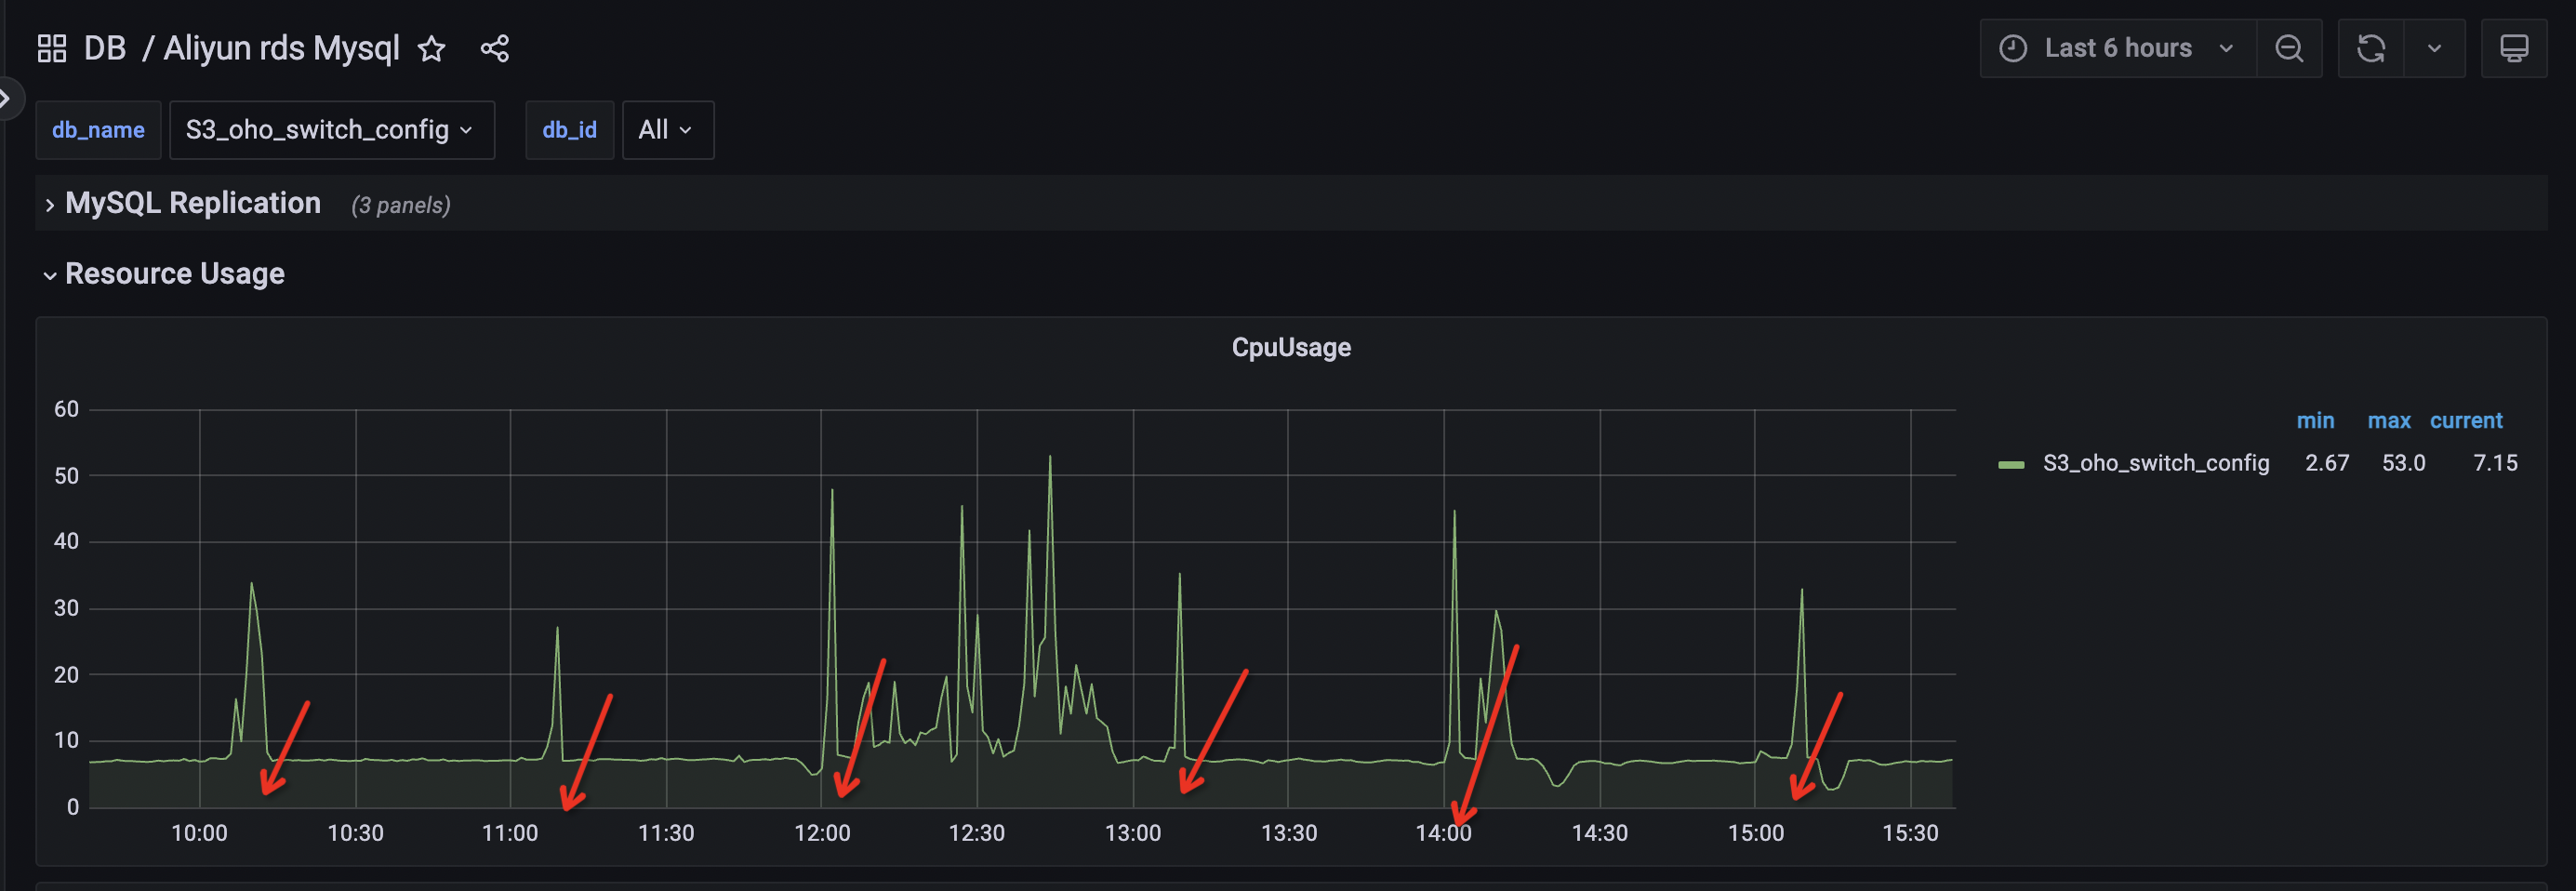 DB / Aliyun rds Mysql
Last 6 hours
db_name S3_oho_switch_config db_id All
MySQL Replication (3 panels)
Resource Usage
CpuUsage
60
50
40
30
20
10
0
10:00 10:30 11:00 11:30 12:00 12:30 13:00 13:30 14:00 14:30 15:00 15:30
min max current
S3_oho_switch_config 2.67 53.0 7.15